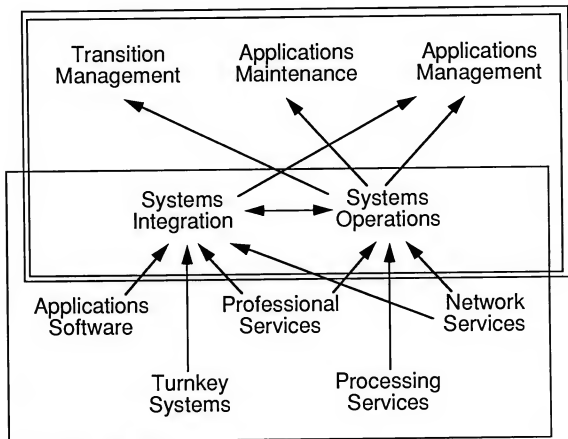 Transition
Management
Applications
Maintenance
Applications
Management
Systems
Integration
Systems
Operations
Applications
Software
Professional
Services
Network
Services
Turnkey
Systems
Processing
Services